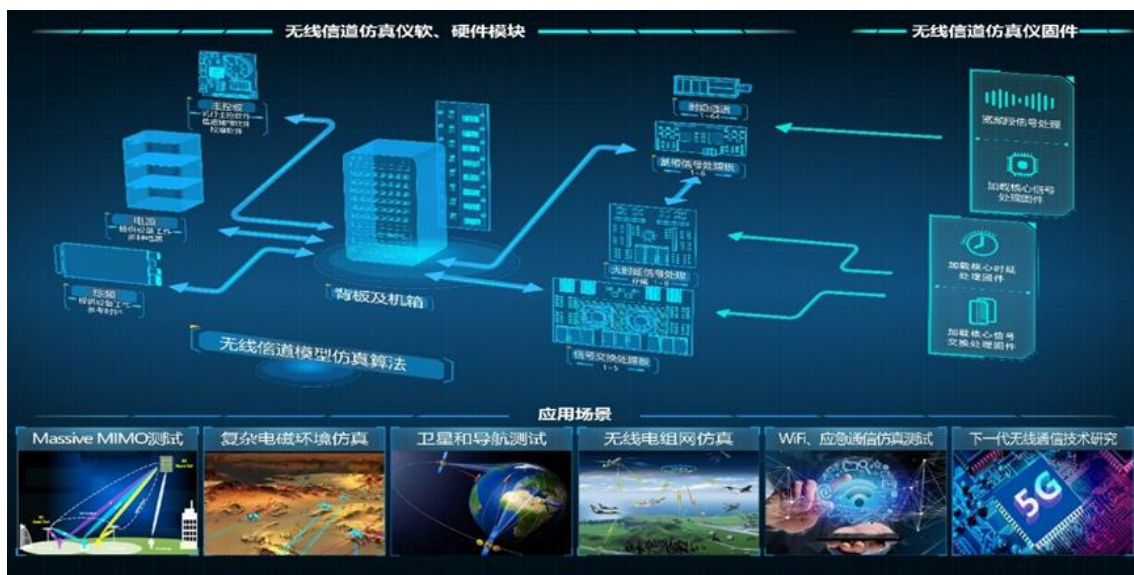 无线信道仿真仪软、硬件模块
无线信道仿真仪固件
主控板
电源
背板及机箱
无线信道模型仿真算法
射频通道
1~64
基带信号处理板
1~8
大时延信号处理
信号交换处理板
宽频段信号处理
加载核心信号
处理固件
加载核心时延
处理固件
加载核心信号
交换处理固件
应用场景
Massive MIMO测试
复杂电磁环境仿真
卫星和导航测试
无线电组网仿真
WiFi、应急通信仿真测试
下一代无线通信技术研究
5G